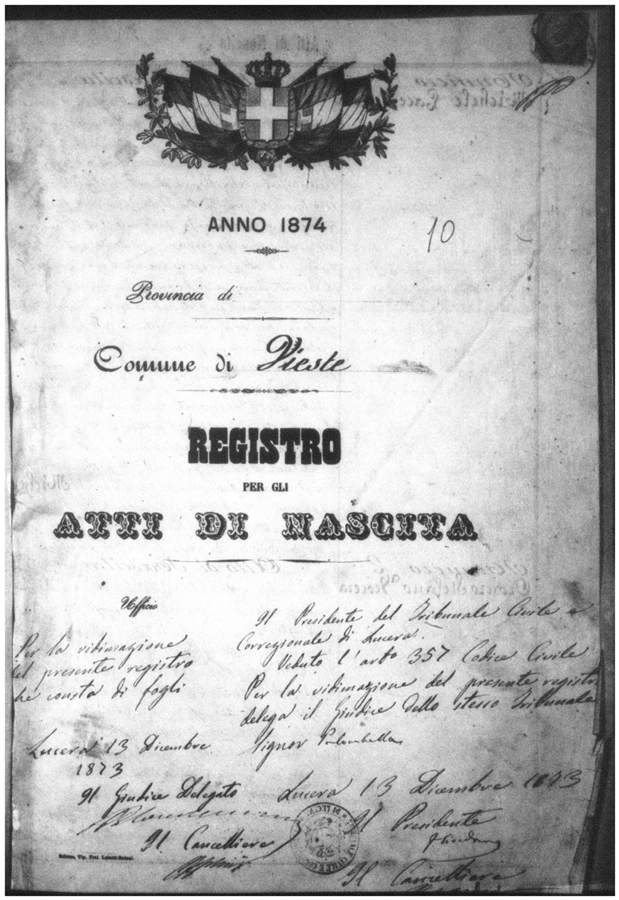 ANNO 1874
10
Provincia di
Comune di Vieste
REGISTRO
PER GLI
ATTI DI NASCITA
Ufficio
Per la vidimazione
del presente registro
che consta di fogli
Lucera 13 Dicembre
1873
Il Giudice Delegato
Il Cancelliere
Il Presidente del Tribunale Civile e
Correzionale di Lucera.
Veduto l'arto 357 Codice Civile
Per la vidimazione del presente registro
delega il Giudice dello stesso Tribunale
Signor Palombella
Lucera 13 Dicembre 1873
Il Presidente
Il Cancelliere